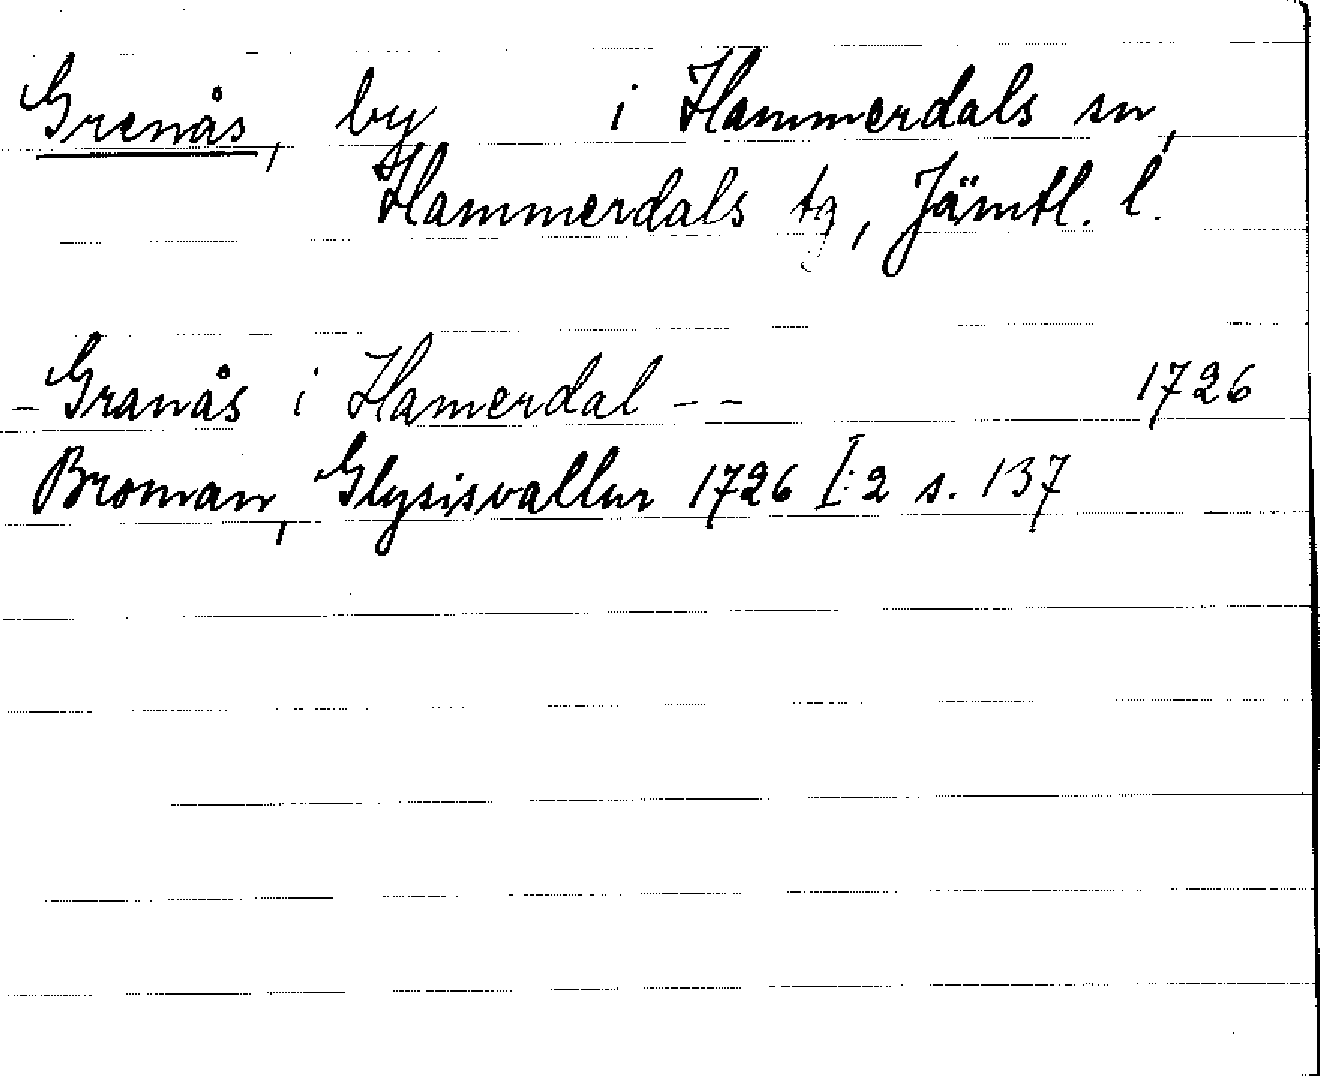 Grenås, by i Hammerdals sn,
Hammerdals tg, Jämtl. l.
- Granås i Hamerdal - - 1726
Broman, Glysisvallur 1726 I:2 s. 137